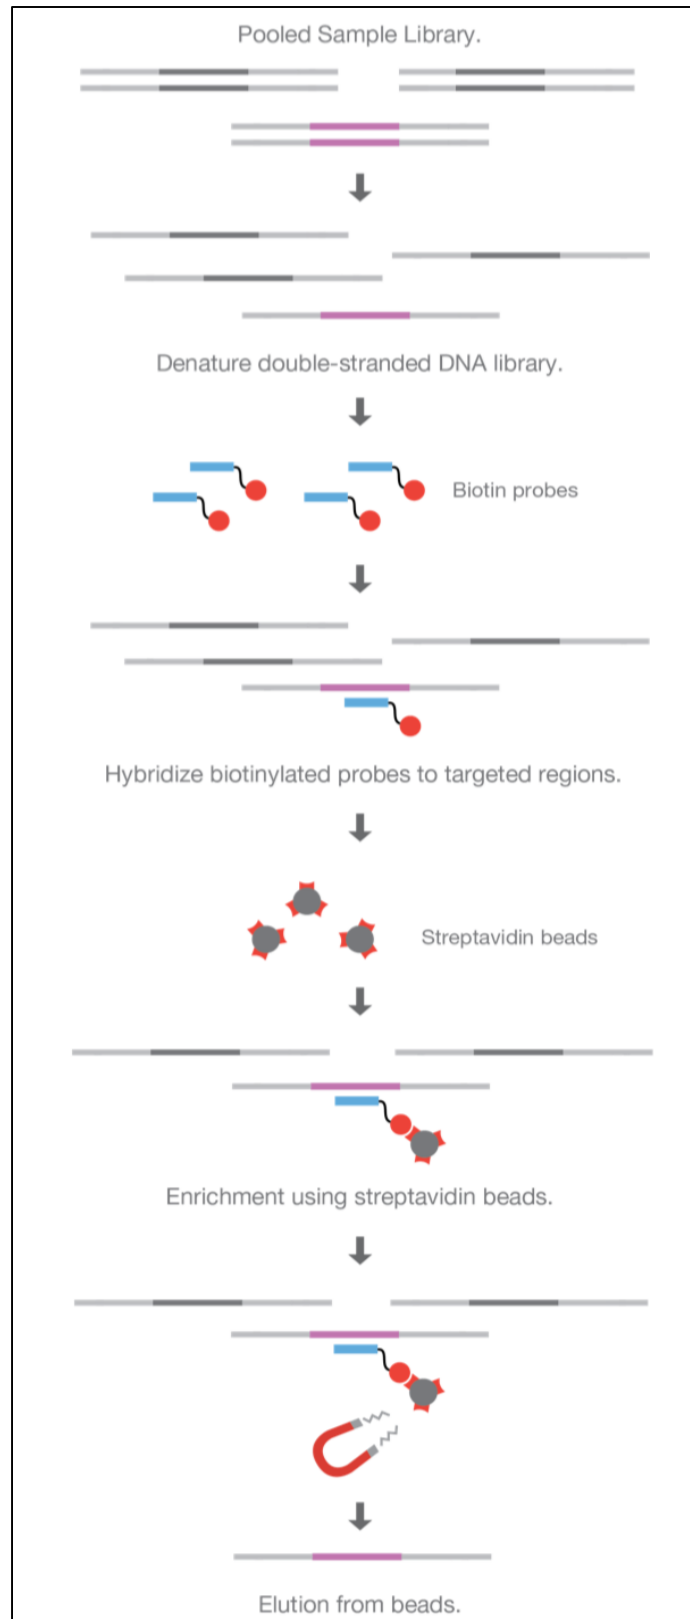 Pooled Sample Library.
Denature double-stranded DNA library.
Biotin probes
Hybridize biotinylated probes to targeted regions.
Streptavidin beads
Enrichment using streptavidin beads.
Elution from beads.